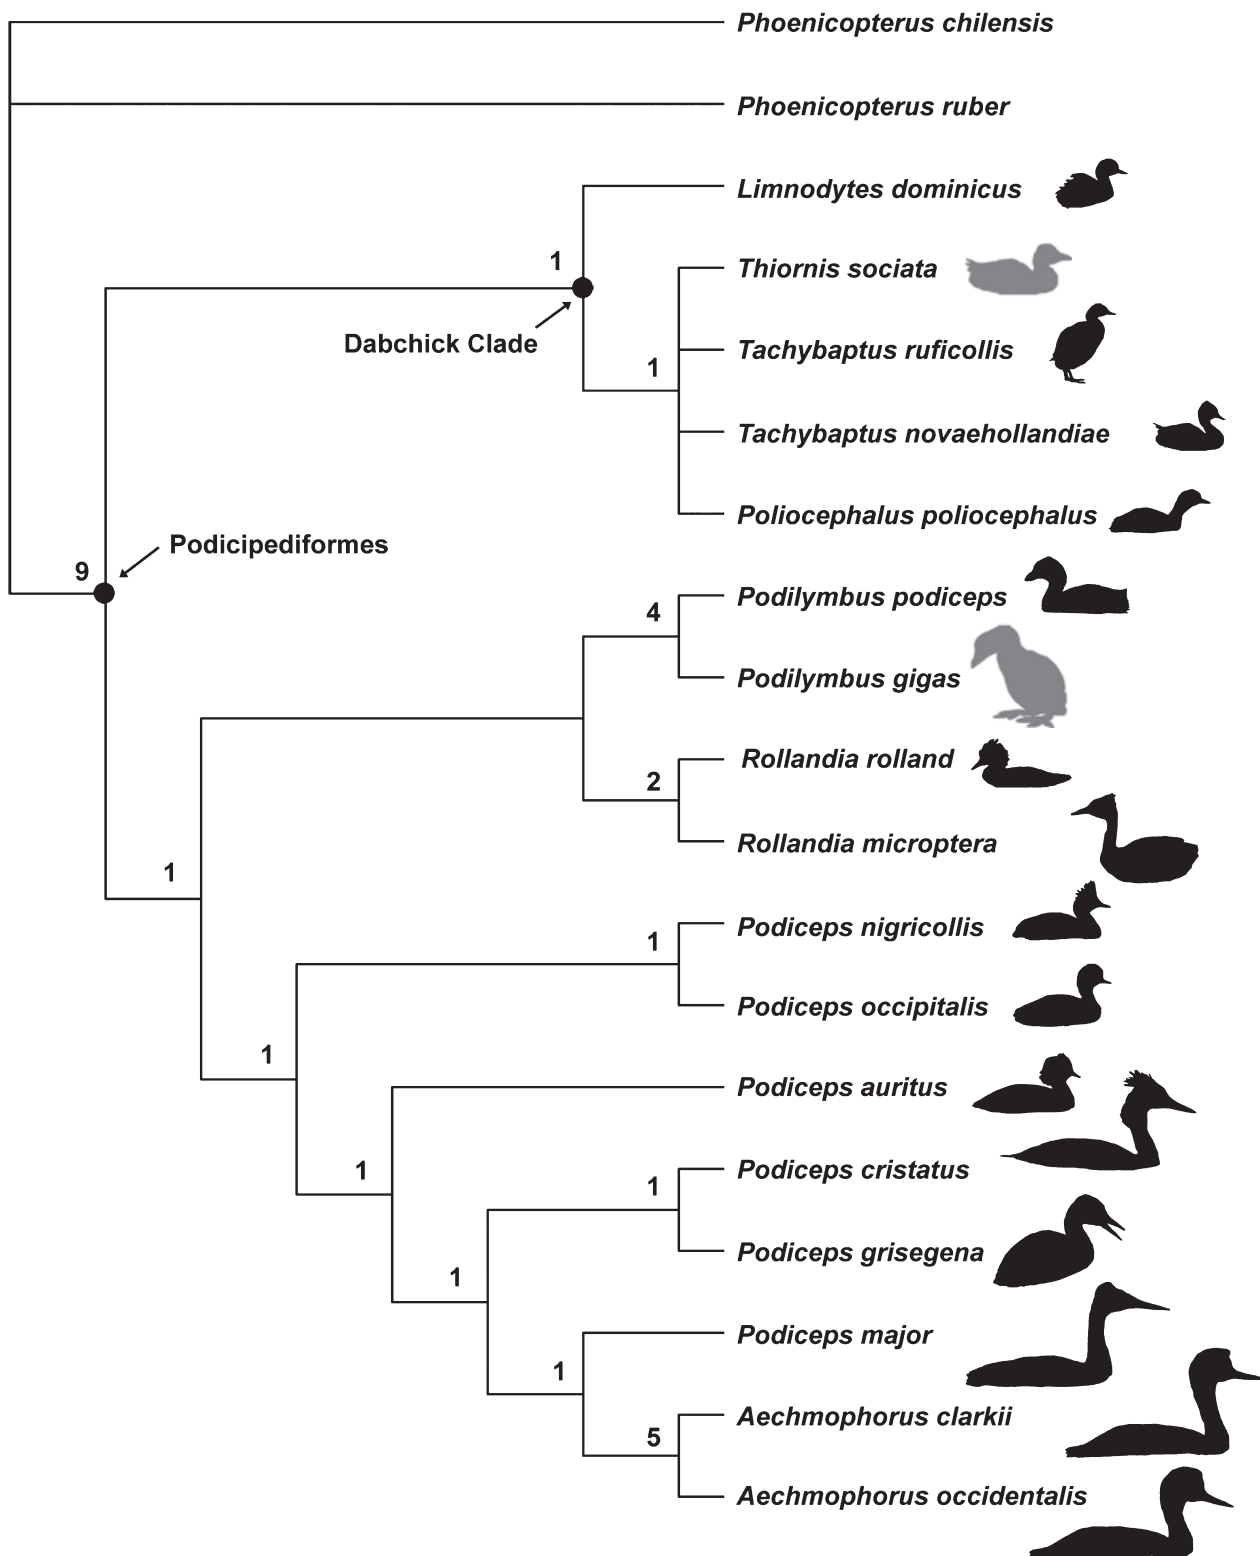 Phoenicopterus chilensis
Phoenicopterus ruber
Limnodytes dominicus
1
Thiornis sociata
Dabchick Clade
Tachybaptus ruficollis
1
Tachybaptus novaehollandiae
Poliocephalus poliocephalus
Podicipediformes
9
Podilymbus podiceps
4
Podilymbus gigas
Rollandia rolland
2
Rollandia microptera
1
Podiceps nigricollis
1
Podiceps occipitalis
1
Podiceps auritus
1
Podiceps cristatus
1
Podiceps grisegena
1
Podiceps major
1
Aechmophorus clarkii
5
Aechmophorus occidentalis